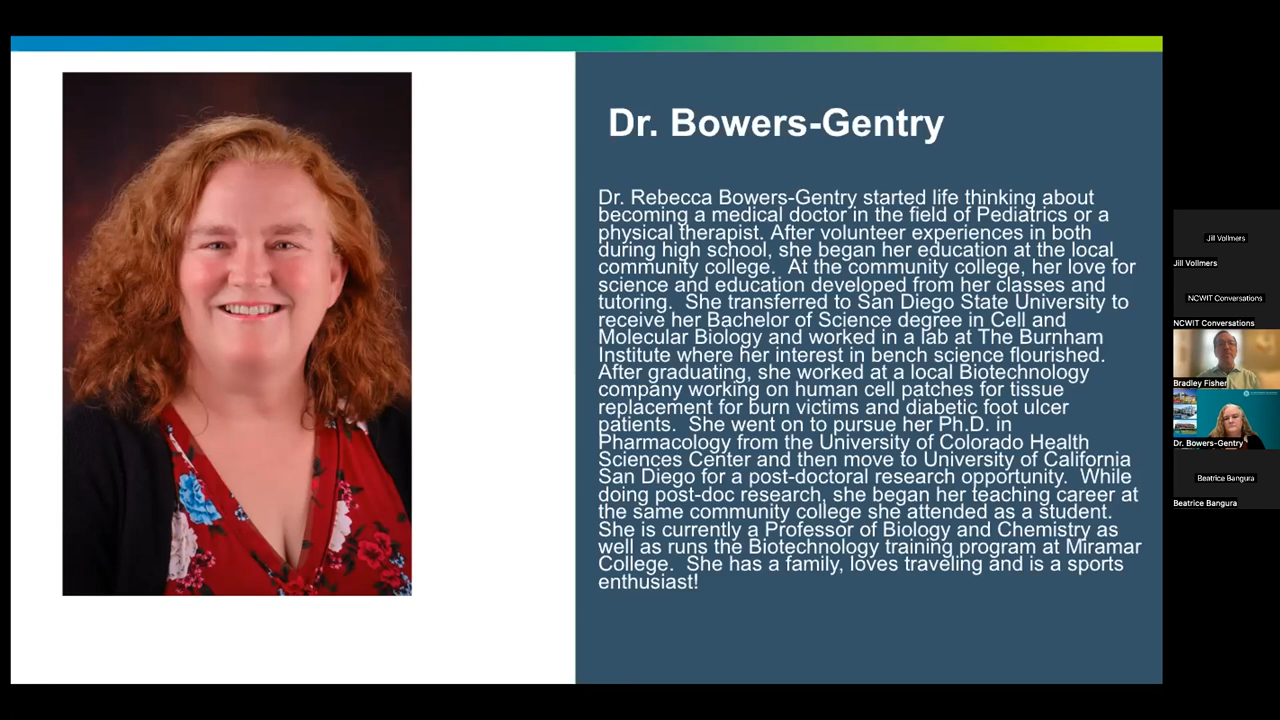 Dr. Bowers-Gentry
Dr. Rebecca Bowers-Gentry started life thinking about
becoming a medical doctor in the field of Pediatrics or a
physical therapist. After volunteer experiences in both
during high school, she began her education at the local
community college.  At the community college, her love for
science and education developed from her classes and
tutoring.  She transferred to San Diego State University to
receive her Bachelor of Science degree in Cell and
Molecular Biology and worked in a lab at The Burnham
Institute where her interest in bench science flourished.
After graduating, she worked at a local Biotechnology
company working on human cell patches for tissue
replacement for burn victims and diabetic foot ulcer
patients.  She went on to pursue her Ph.D. in
Pharmacology from the University of Colorado Health
Sciences Center and then move to University of California
San Diego for a post-doctoral research opportunity.  While
doing post-doc research, she began her teaching career at
the same community college she attended as a student.
She is currently a Professor of Biology and Chemistry as
well as runs the Biotechnology training program at Miramar
College.  She has a family, loves traveling and is a sports
enthusiast!
Jill Vollmers
Jill Vollmers
NCWIT Conversations
NCWIT Conversations
Bradley Fisher
Dr. Bowers-Gentry
Beatrice Bangura
Beatrice Bangura